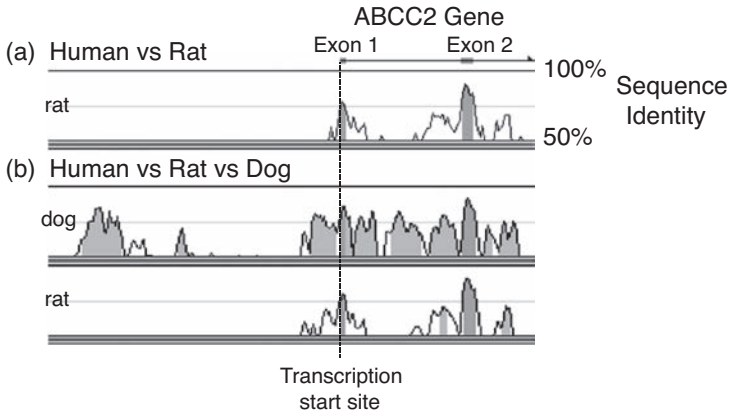 ABCC2 Gene
(a) Human vs Rat
Exon 1
Exon 2
100%
rat
Sequence
Identity
50%
(b) Human vs Rat vs Dog
dog
rat
Transcription
start site